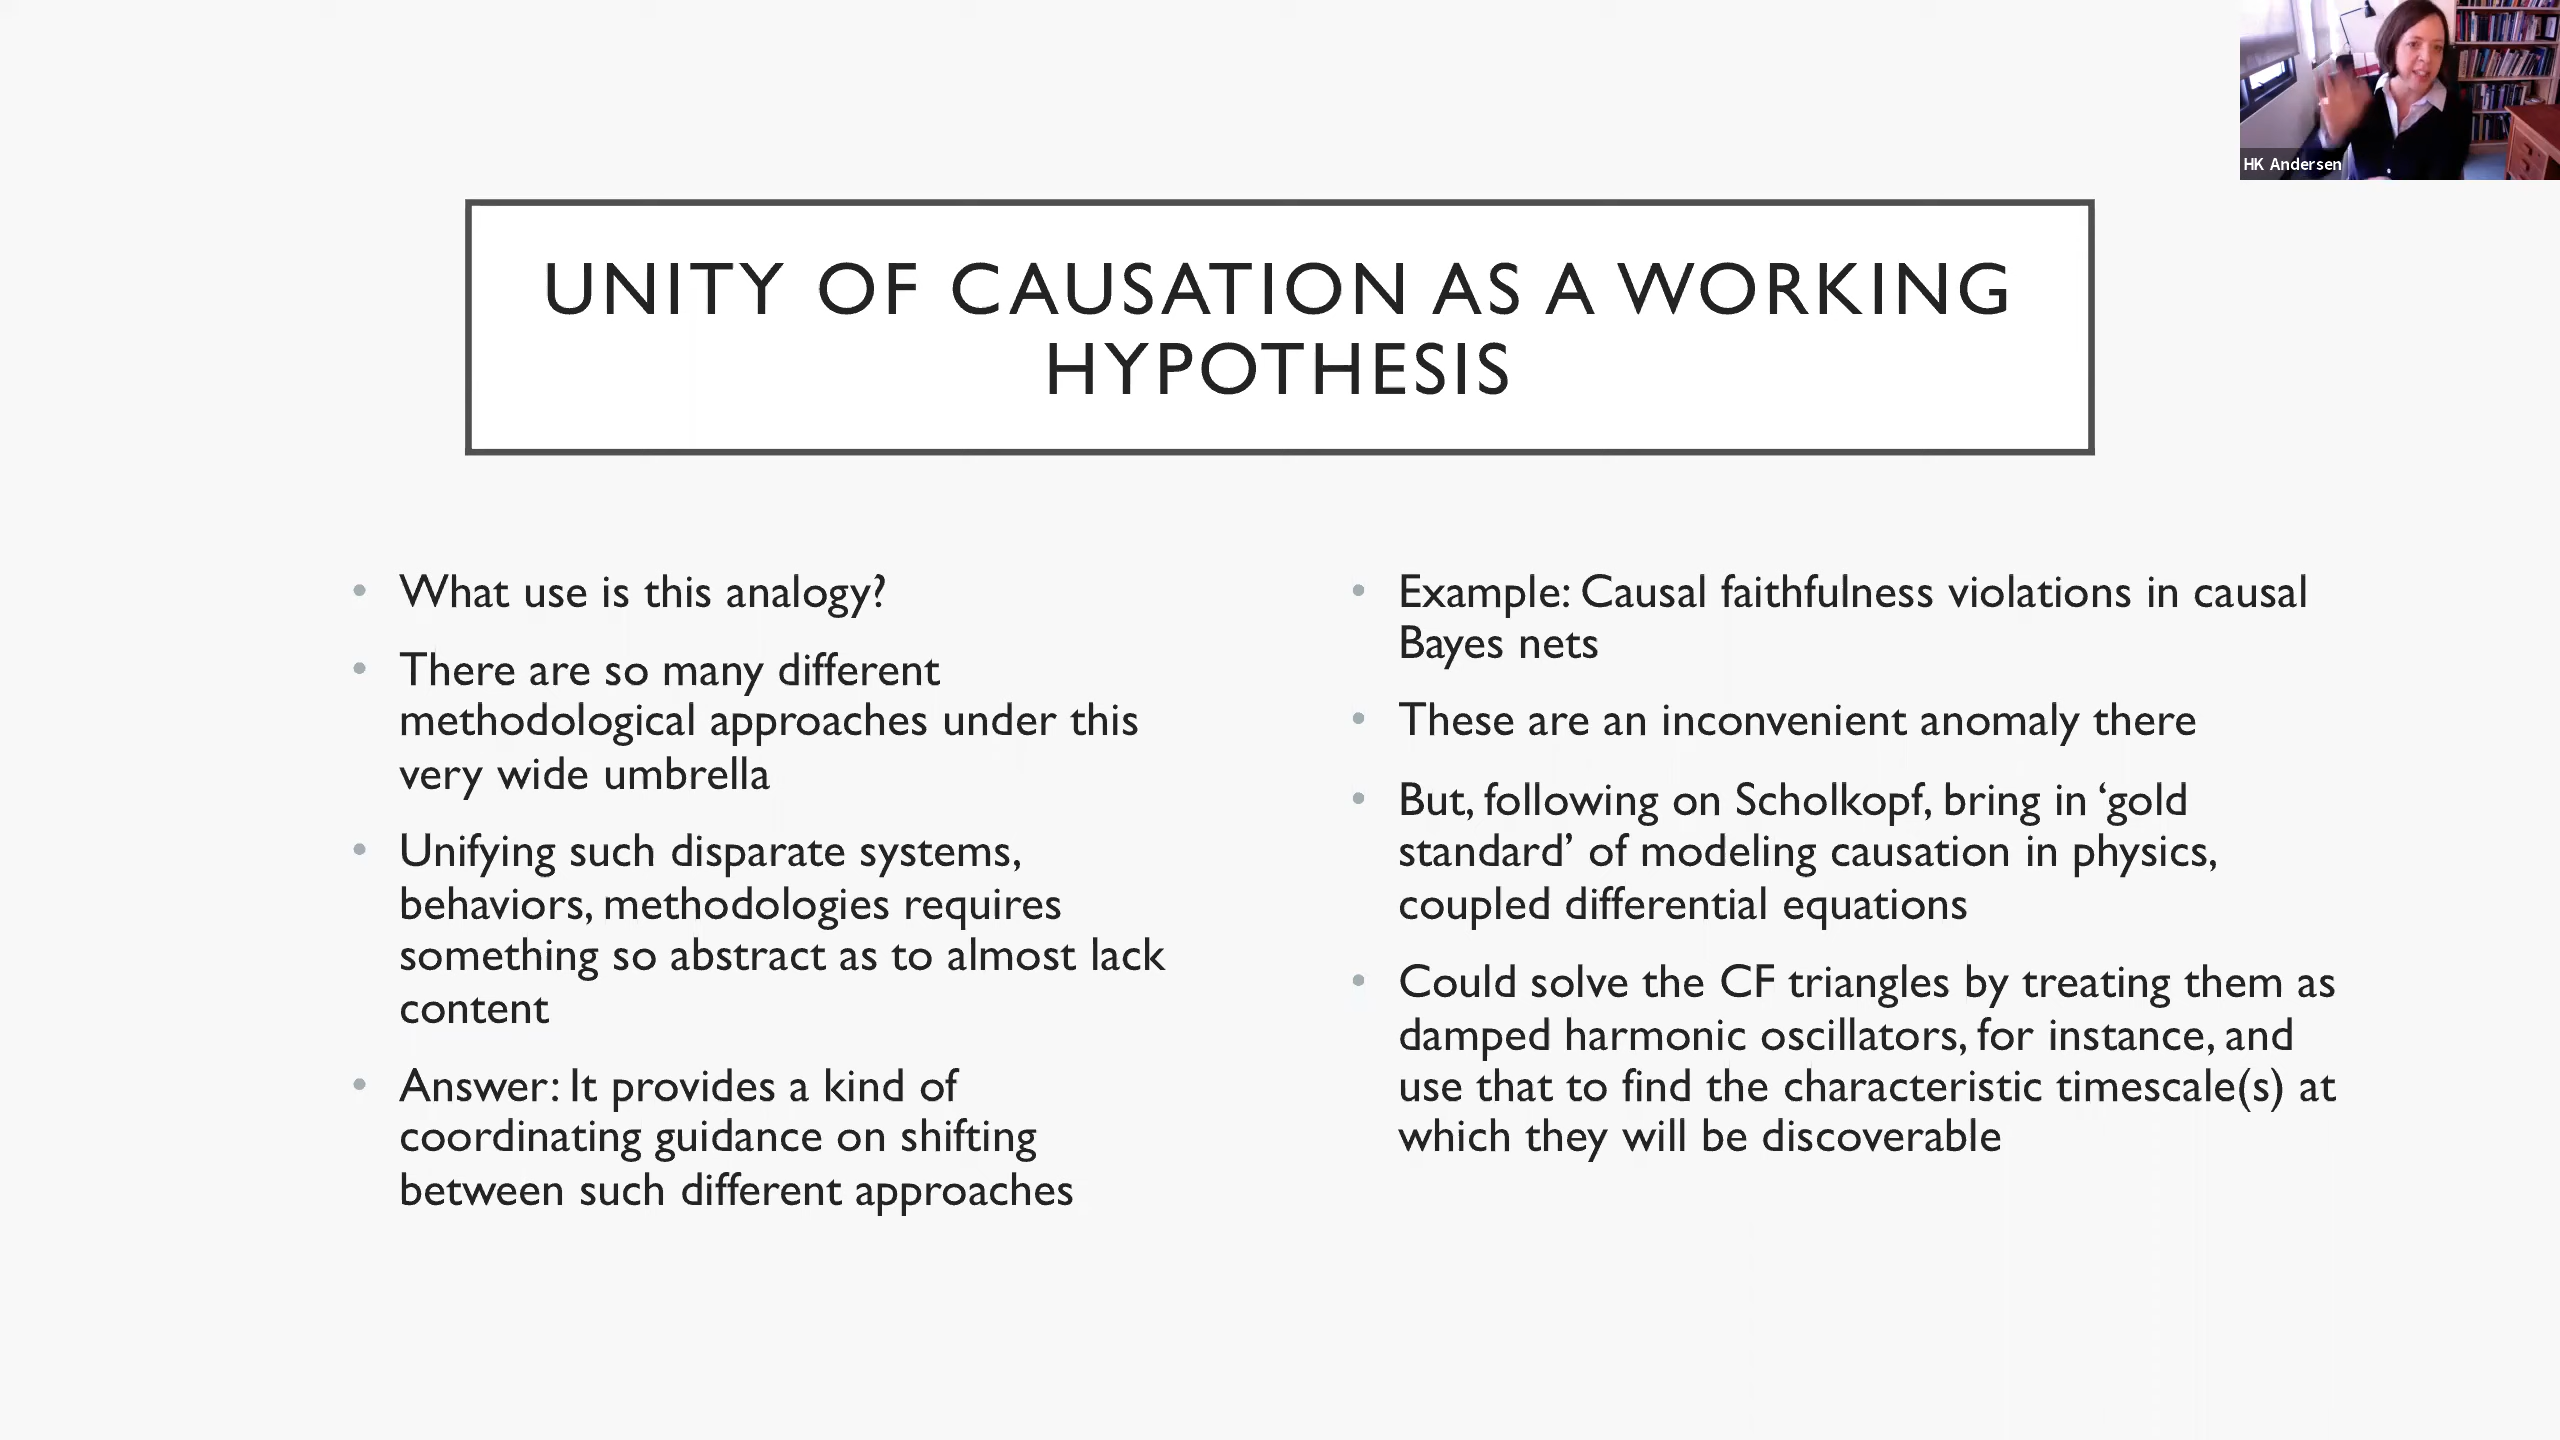 HK Andersen
UNITY OF CAUSATION AS A WORKING
HYPOTHESIS
• What use is this analogy?
• There are so many different
methodological approaches under this
very wide umbrella
• Unifying such disparate systems,
behaviors, methodologies requires
something so abstract as to almost lack
content
• Answer: It provides a kind of
coordinating guidance on shifting
between such different approaches
• Example: Causal faithfulness violations in causal
Bayes nets
• These are an inconvenient anomaly there
• But, following on Scholkopf, bring in ‘gold
standard’ of modeling causation in physics,
coupled differential equations
• Could solve the CF triangles by treating them as
damped harmonic oscillators, for instance, and
use that to find the characteristic timescale(s) at
which they will be discoverable